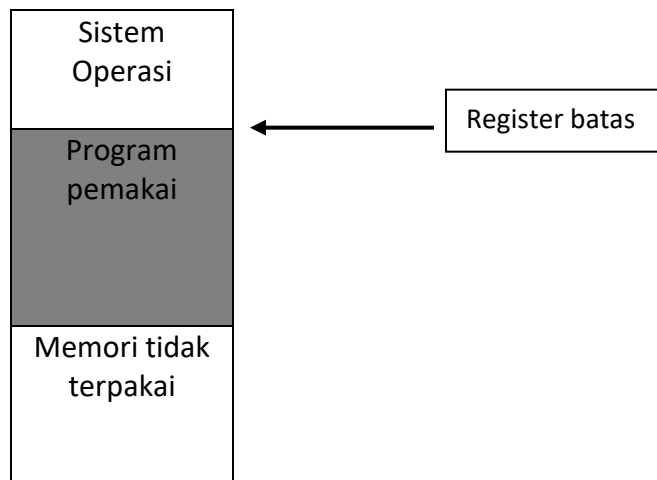 Sistem
Operasi
Register batas
Program
pemakai
Memori tidak
terpakai